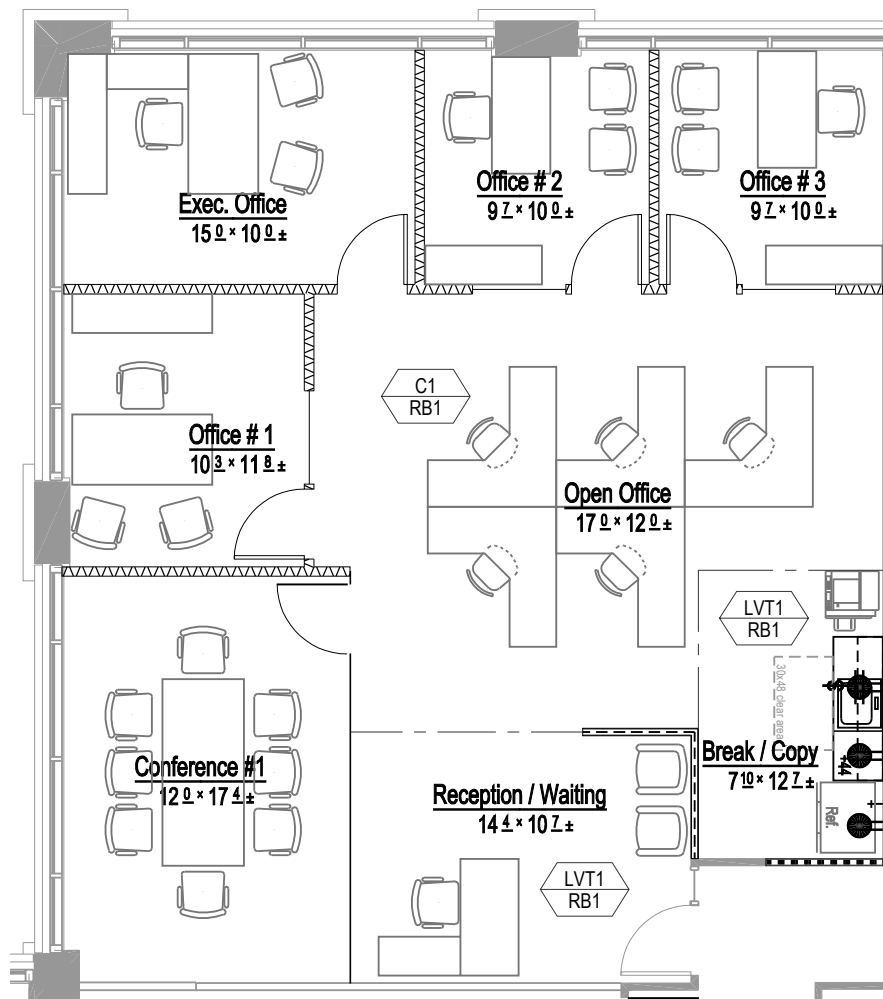 Exec. Office
15 0 × 10 0 ±
Office # 2
9 7 × 10 0 ±
Office # 3
9 7 × 10 0 ±
C1
RB1
Office # 1
10 3 × 11 8 ±
Open Office
17 0 × 12 0 ±
LVT1
RB1
30x48 clear area
Conference #1
12 0 × 17 4 ±
Reception / Waiting
14 4 × 10 7 ±
Break / Copy
7 10 × 12 7 ±
+44
Ref.
LVT1
RB1